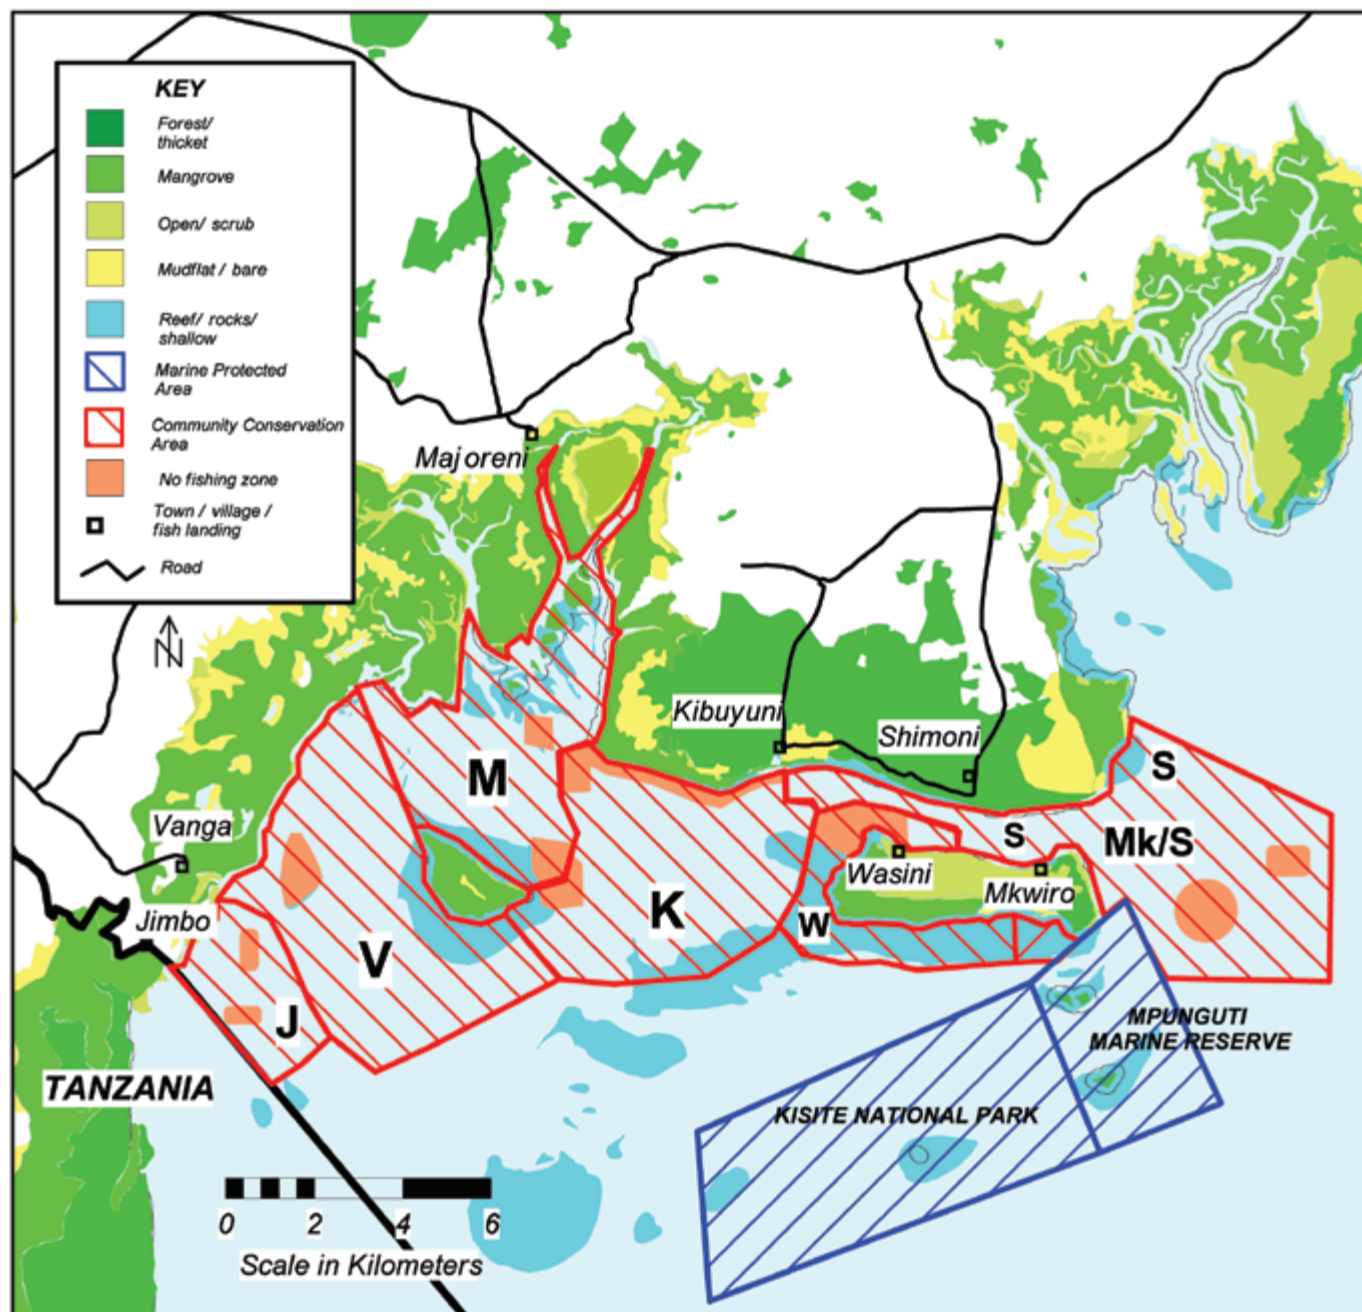 KEY
Forest/
thicket
Mangrove
Open/ scrub
Mudflat / bare
Reef/ rocks/
shallow
Marine Protected
Area
Community Conservation
Area
No fishing zone
Town / village /
fish landing
Road
N
Majoreni
Kibuyuni
Shimoni
Vanga
Jimbo
Wasini
Mkwiro
M
S
S
Mk/S
K
W
V
J
TANZANIA
MPUNGUTI
MARINE RESERVE
KISITE NATIONAL PARK
0 2 4 6
Scale in Kilometers